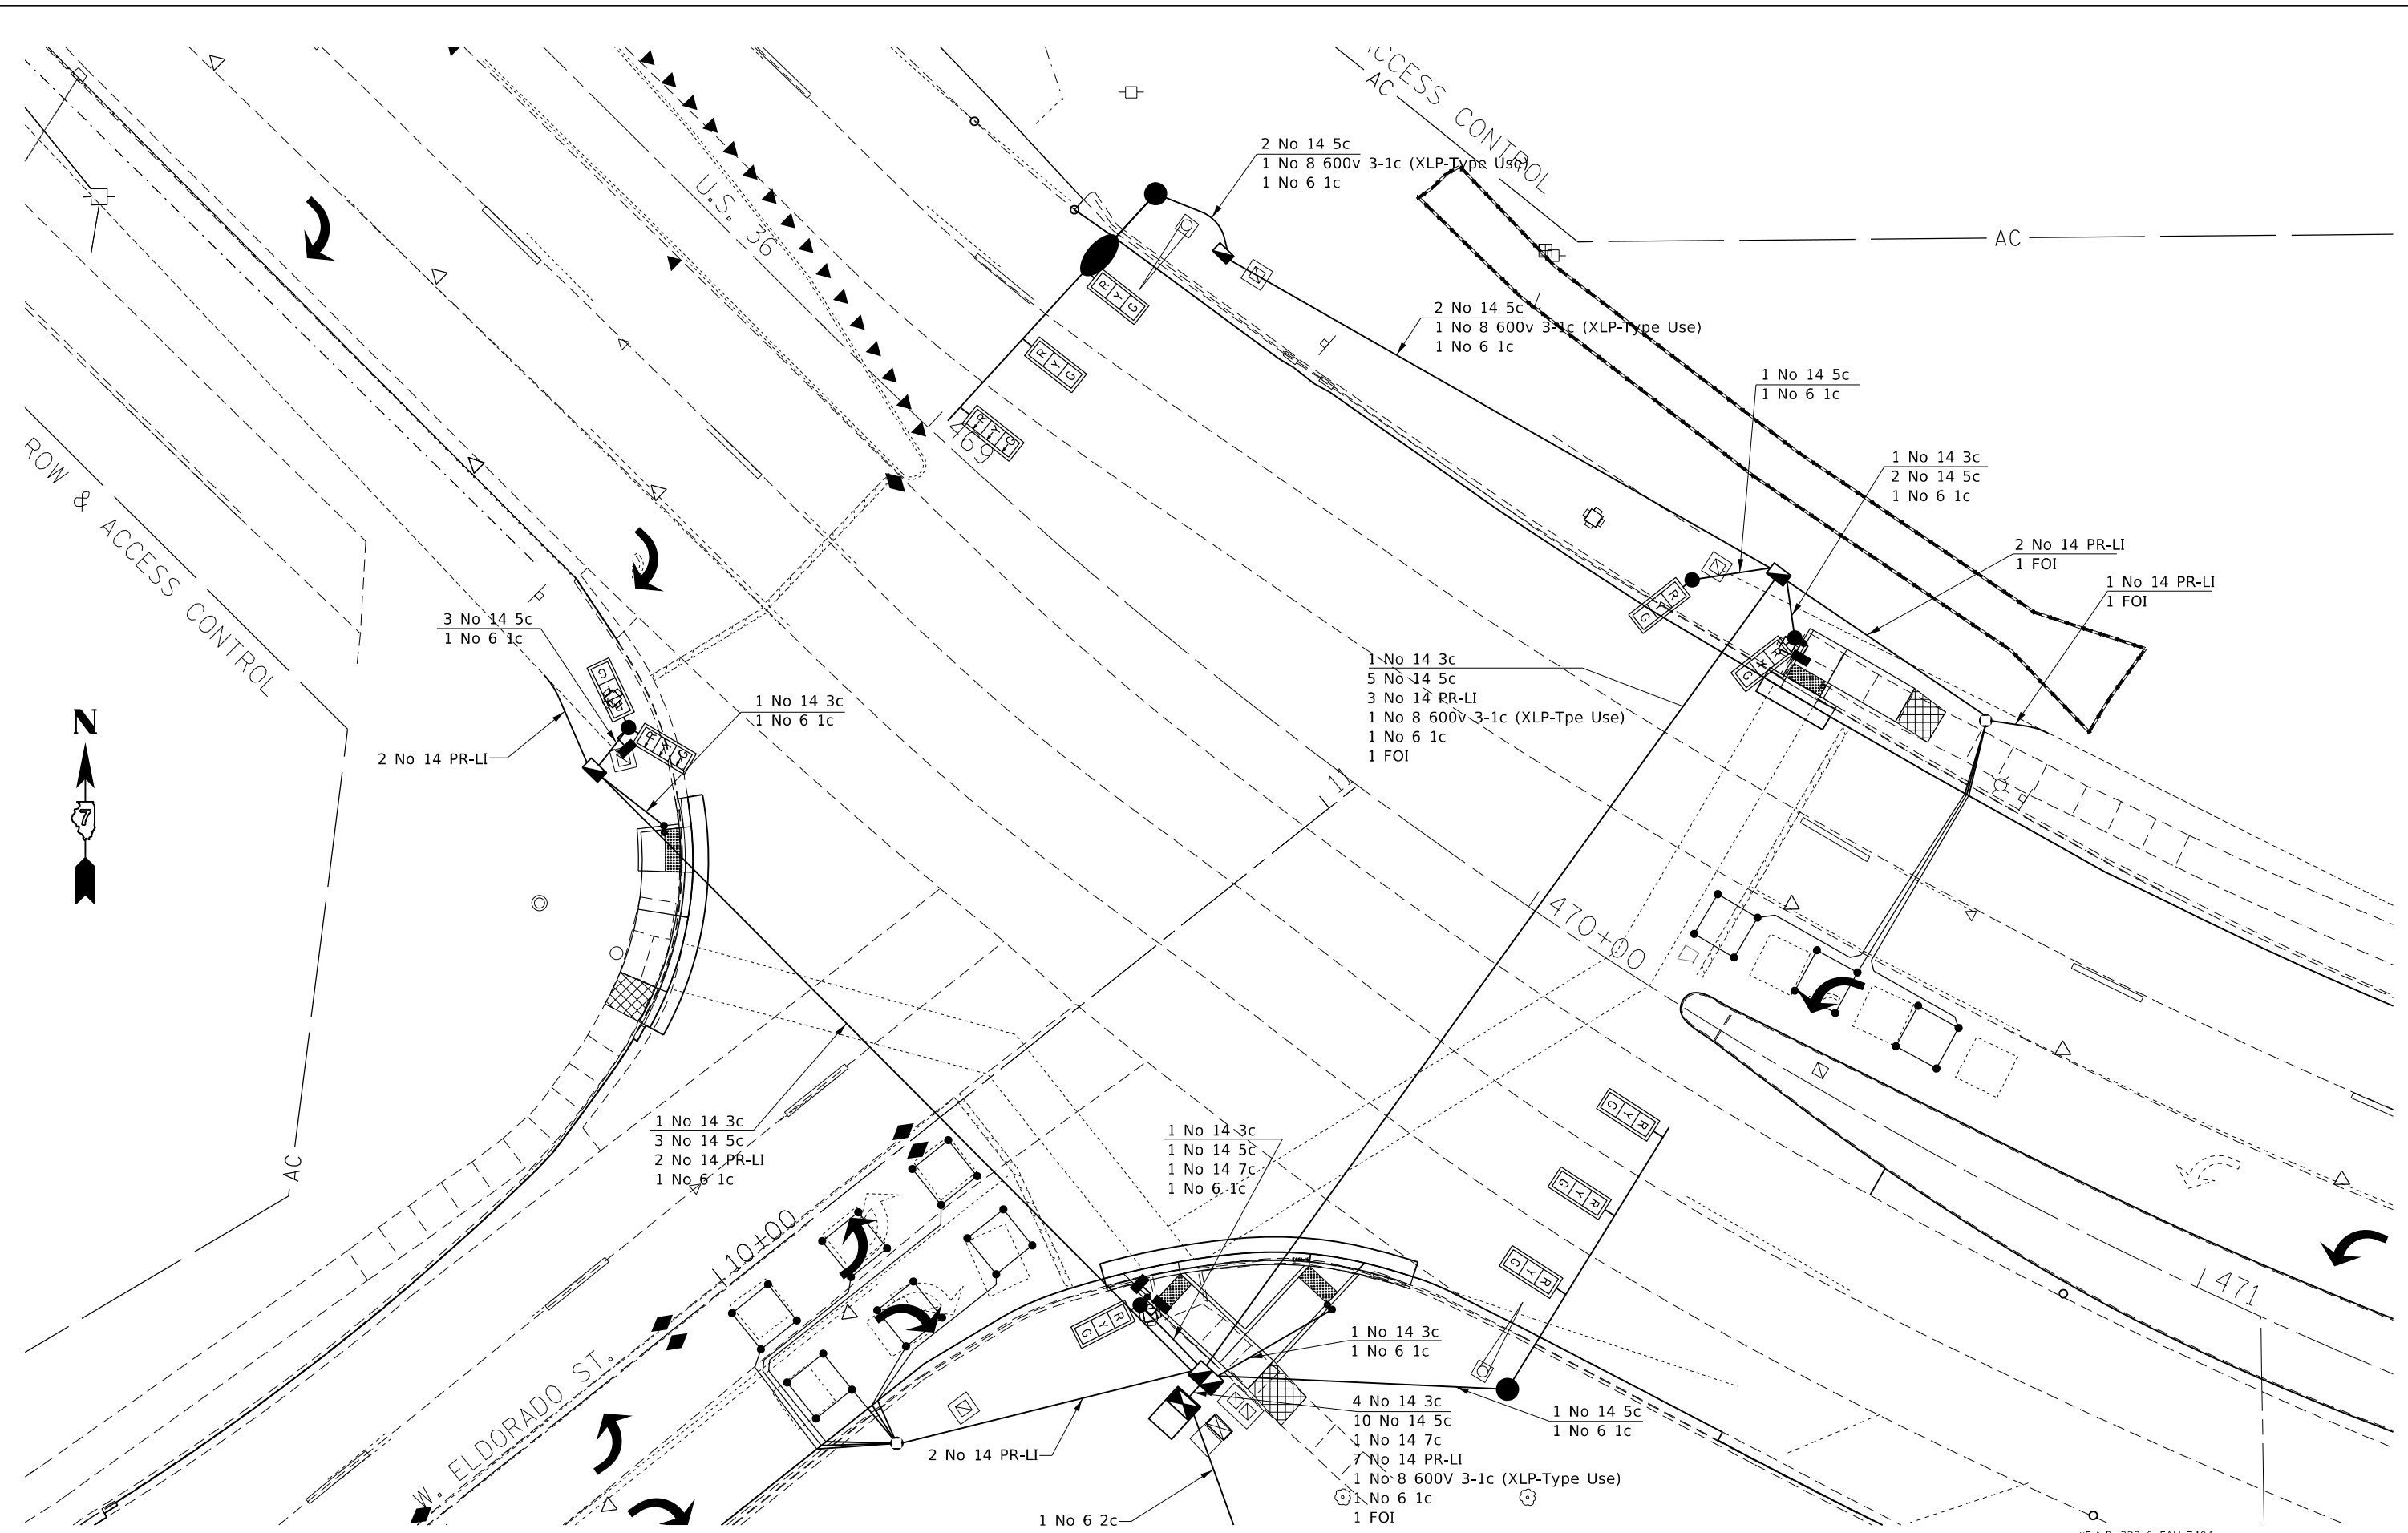 ACCESS CONTROL
AC
AC
2 No 14 5c
1 No 8 600v 3-1c (XLP-Type Use)
1 No 6 1c
U.S. 36
R Y G
R Y G
R Y G
469
2 No 14 5c
1 No 8 600v 3-1c (XLP-Type Use)
1 No 6 1c
1 No 14 5c
1 No 6 1c
1 No 14 3c
2 No 14 5c
1 No 6 1c
2 No 14 PR-LI
1 FOI
1 No 14 PR-LI
1 FOI
ROW & ACCESS CONTROL
3 No 14 5c
1 No 6 1c
R Y G
R Y G
1 No 14 3c
5 No 14 5c
3 No 14 PR-LI
1 No 8 600v 3-1c (XLP-Tpe Use)
1 No 6 1c
1 FOI
1 No 14 3c
1 No 6 1c
R Y G
2 No 14 PR-LI
N
7
11
470+00
1 No 14 3c
3 No 14 5c
2 No 14 PR-LI
1 No 6 1c
1 No 14 3c
1 No 14 5c
1 No 14 7c
1 No 6 1c
R Y G
R Y G
R Y G
AC
10+00
471
R Y G
1 No 14 3c
1 No 6 1c
W. ELDORADO ST.
4 No 14 3c
10 No 14 5c
1 No 14 7c
7 No 14 PR-LI
1 No 8 600V 3-1c (XLP-Type Use)
1 No 6 1c
1 FOI
1 No 14 5c
1 No 6 1c
2 No 14 PR-LI
1 No 6 2c